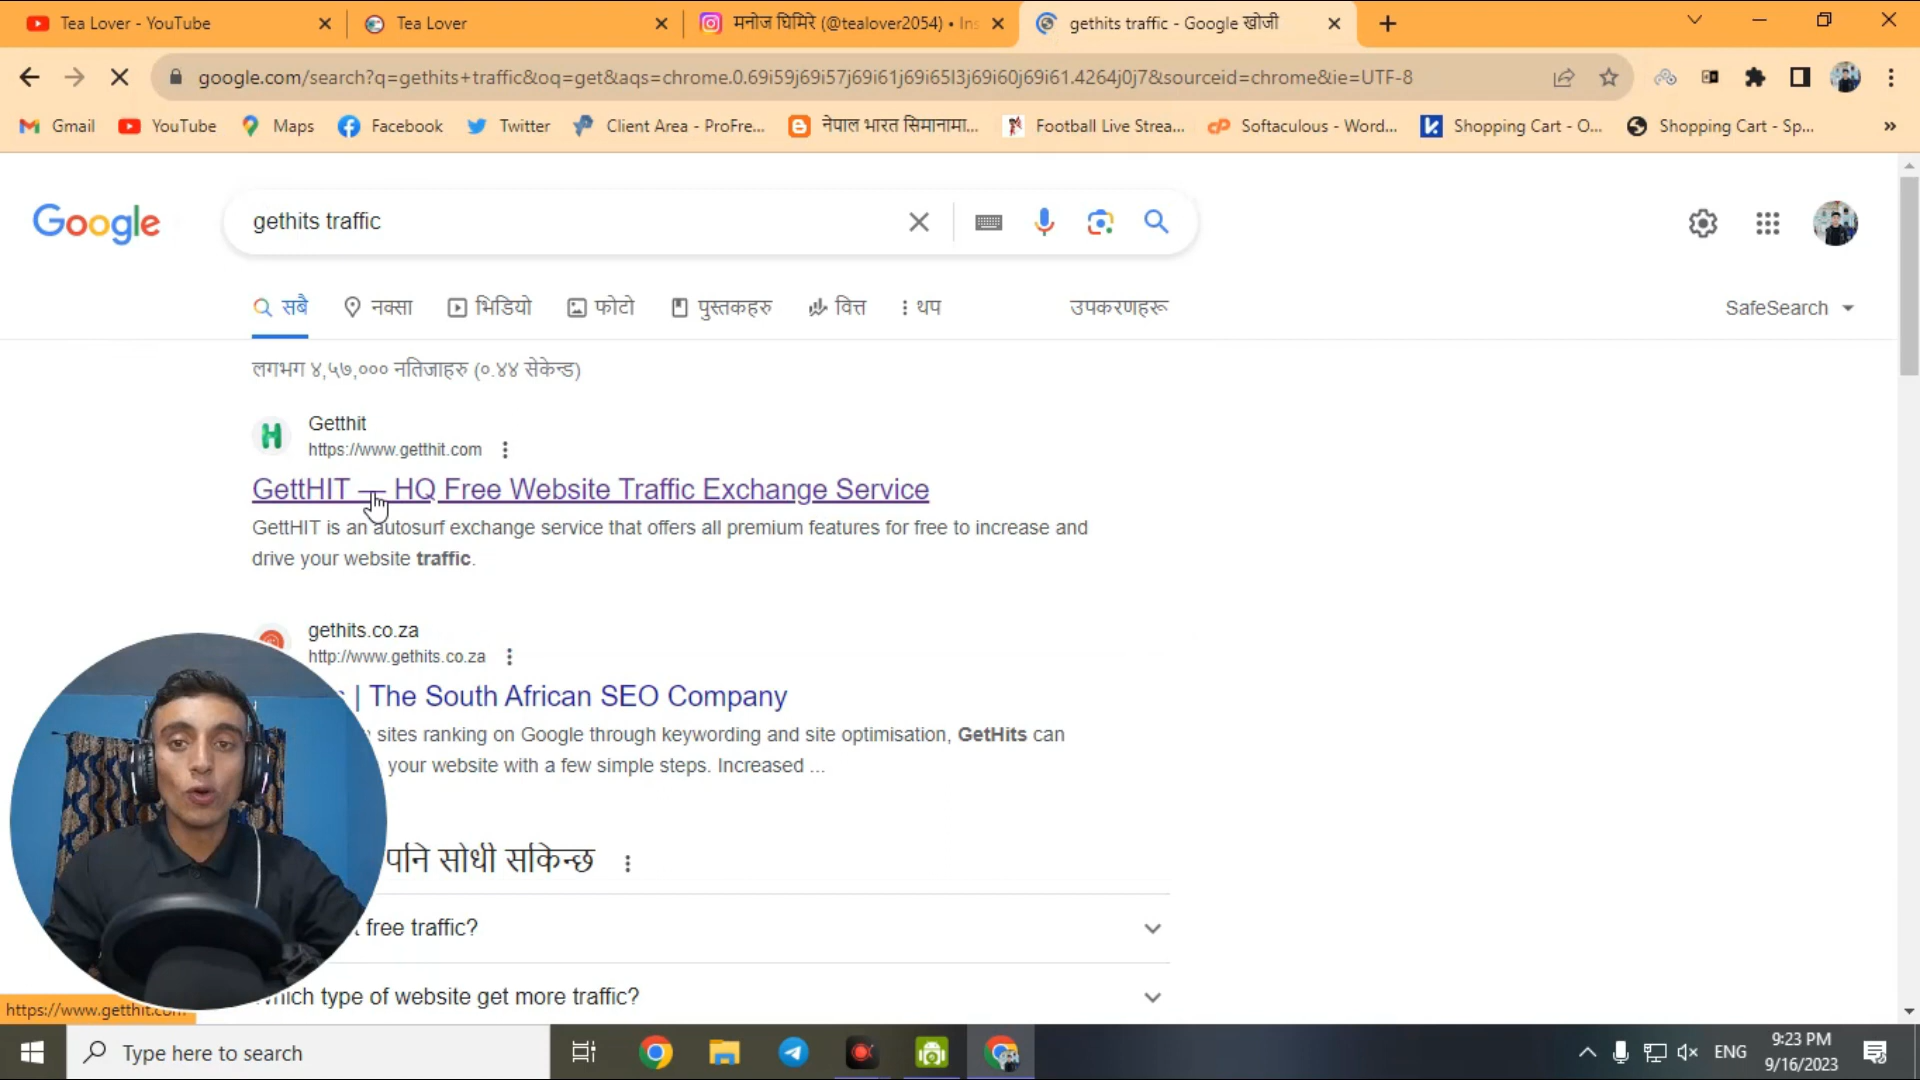 Tea Lover - YouTube
Tea Lover
मनोज घिमिरे (@tealover2054) • Ins
gethits traffic - Google खोजी
google.com/search?q=gethits+traffic&oq=get&aqs=chrome.0.69i59j69i57j69i61j69i65l3j69i60j69i61.4264j0j7&sourceid=chrome&ie=UTF-8
Gmail YouTube Maps Facebook Twitter Client Area - ProFre... नेपाल भारत सिमानामा... Football Live Strea... Softaculous - Word... Shopping Cart - O... Shopping Cart - Sp... »
Google
gethits traffic
सबै नक्सा भिडियो फोटो पुस्तकहरु वित्त थप उपकरणहरू SafeSearch
लगभग ४,५७,००० नतिजाहरु (०.४४ सेकेन्ड)
Getthit
https://www.getthit.com
GettHIT — HQ Free Website Traffic Exchange Service
GettHIT is an autosurf exchange service that offers all premium features for free to increase and
drive your website traffic.
gethits.co.za
http://www.gethits.co.za
| The South African SEO Company
sites ranking on Google through keywording and site optimisation, GetHits can
your website with a few simple steps. Increased ...
पनि सोधी सकिन्छ
free traffic?
Which type of website get more traffic?
https://www.getthit.com
Type here to search
ENG
9:23 PM
9/16/2023